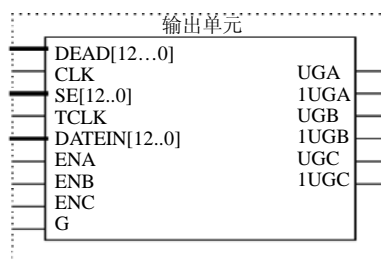 输出单元
DEAD[12…0]
CLK
SE[12..0]
TCLK
DATEIN[12..0]
ENA
ENB
ENC
G
UGA
1UGA
UGB
1UGB
UGC
1UGC